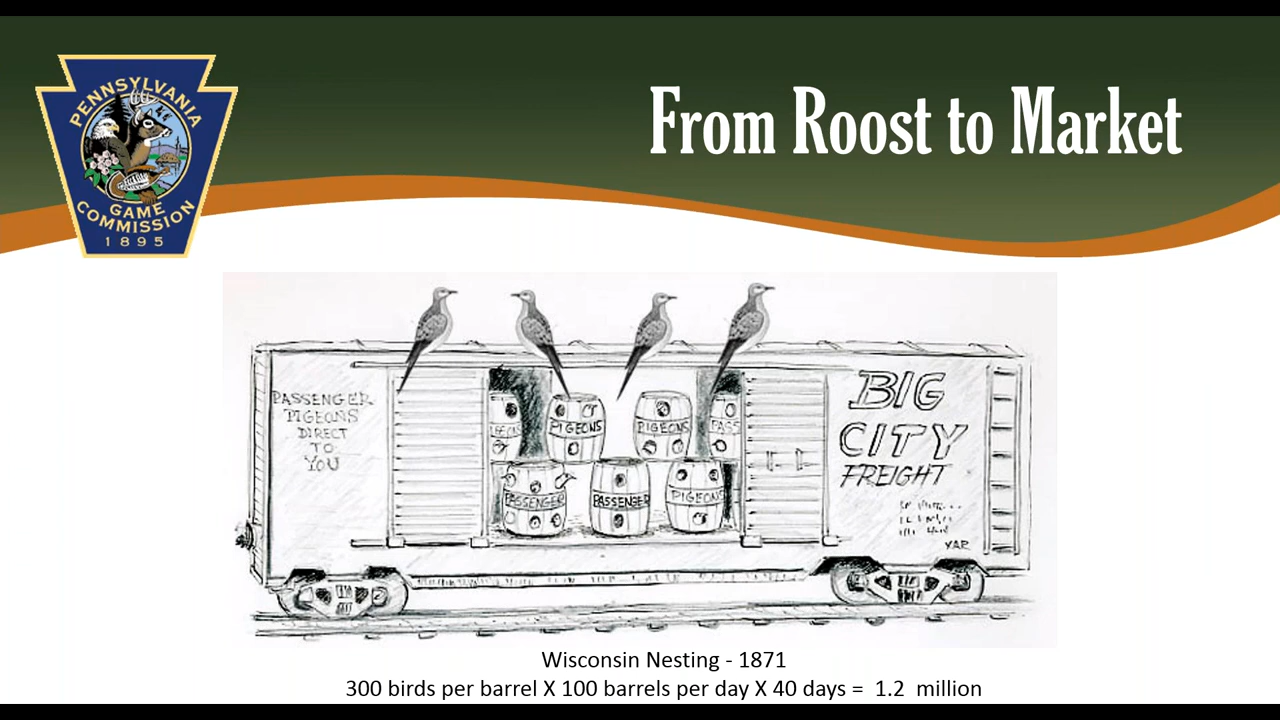 From Roost to Market
PENNSYLVANIA
GAME
COMMISSION
1895
PASSENGER
PIGEONS
DIRECT
TO
YOU
PIGEONS
PIGEONS
PASS
PASSENGER
PASSENGER
PIGEONS
BIG
CITY
FREIGHT
YAR
Wisconsin Nesting - 1871
300 birds per barrel X 100 barrels per day X 40 days = 1.2 million